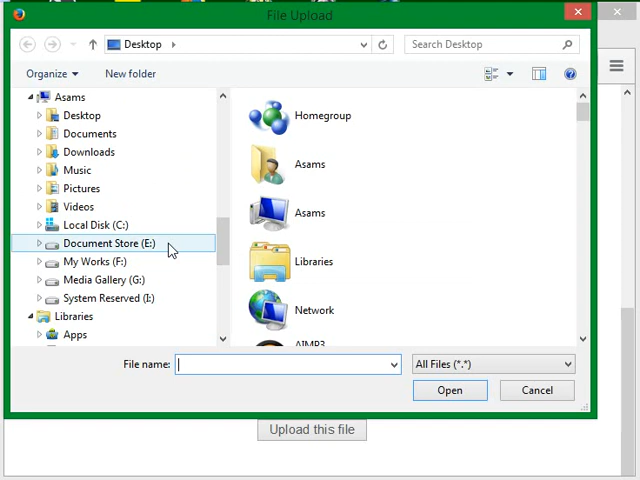 File Upload
Desktop
Search Desktop
Organize
New folder
Asams
Desktop
Documents
Downloads
Music
Pictures
Videos
Local Disk (C:)
Document Store (E:)
My Works (F:)
Media Gallery (G:)
System Reserved (I:)
Libraries
Apps
Homegroup
Asams
Asams
Libraries
Network
AIMP3
File name:
All Files (*.*)
Open
Cancel
Upload this file